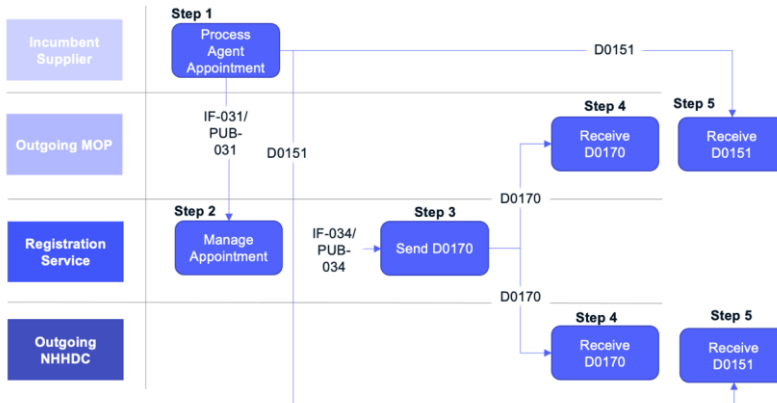 Step 1
Incumbent
Supplier
Process
Agent
Appointment
D0151
Step 4
Step 5
IF-031/
PUB-
031
Outgoing MOP
Receive
D0170
Receive
D0151
D0151
D0170
Step 2
Step 3
Registration
Service
Manage
Appointment
IF-034/
PUB-
034
Send D0170
D0170
Step 4
Step 5
Outgoing
NHHDC
Receive
D0170
Receive
D0151